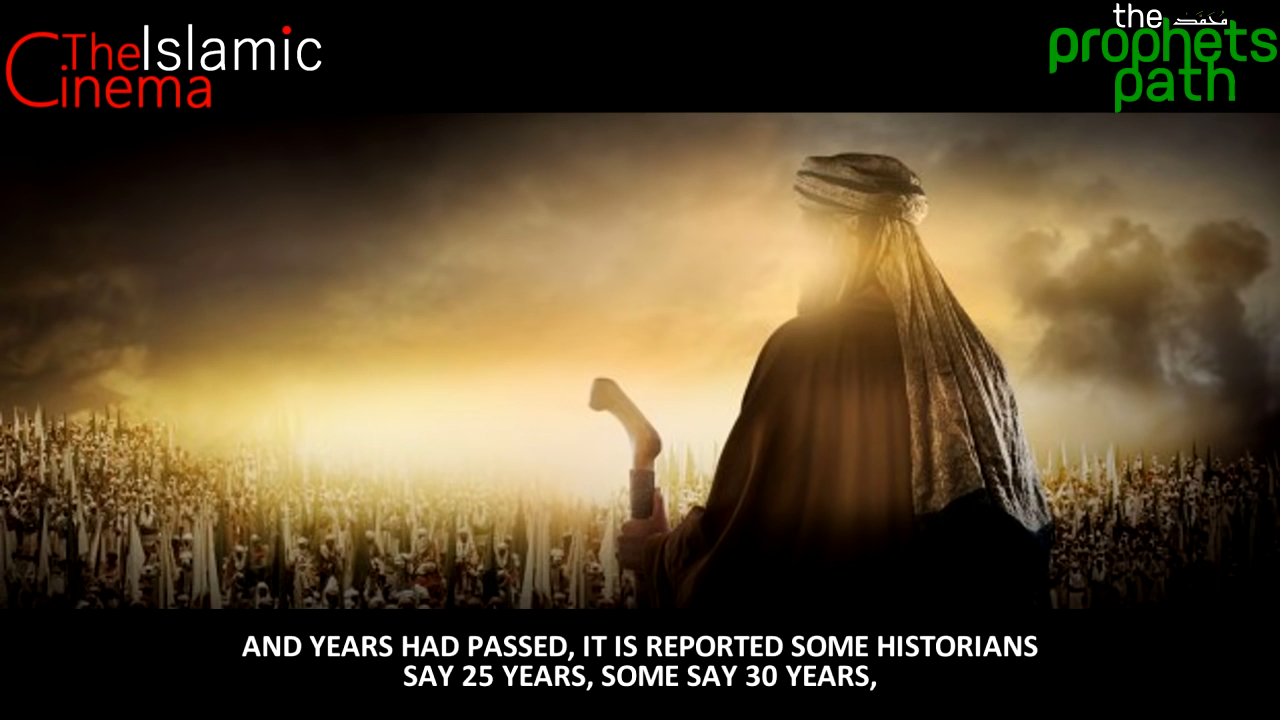 TheIslamic
Cinema
the محمد
prophets
path
AND YEARS HAD PASSED, IT IS REPORTED SOME HISTORIANS
SAY 25 YEARS, SOME SAY 30 YEARS,